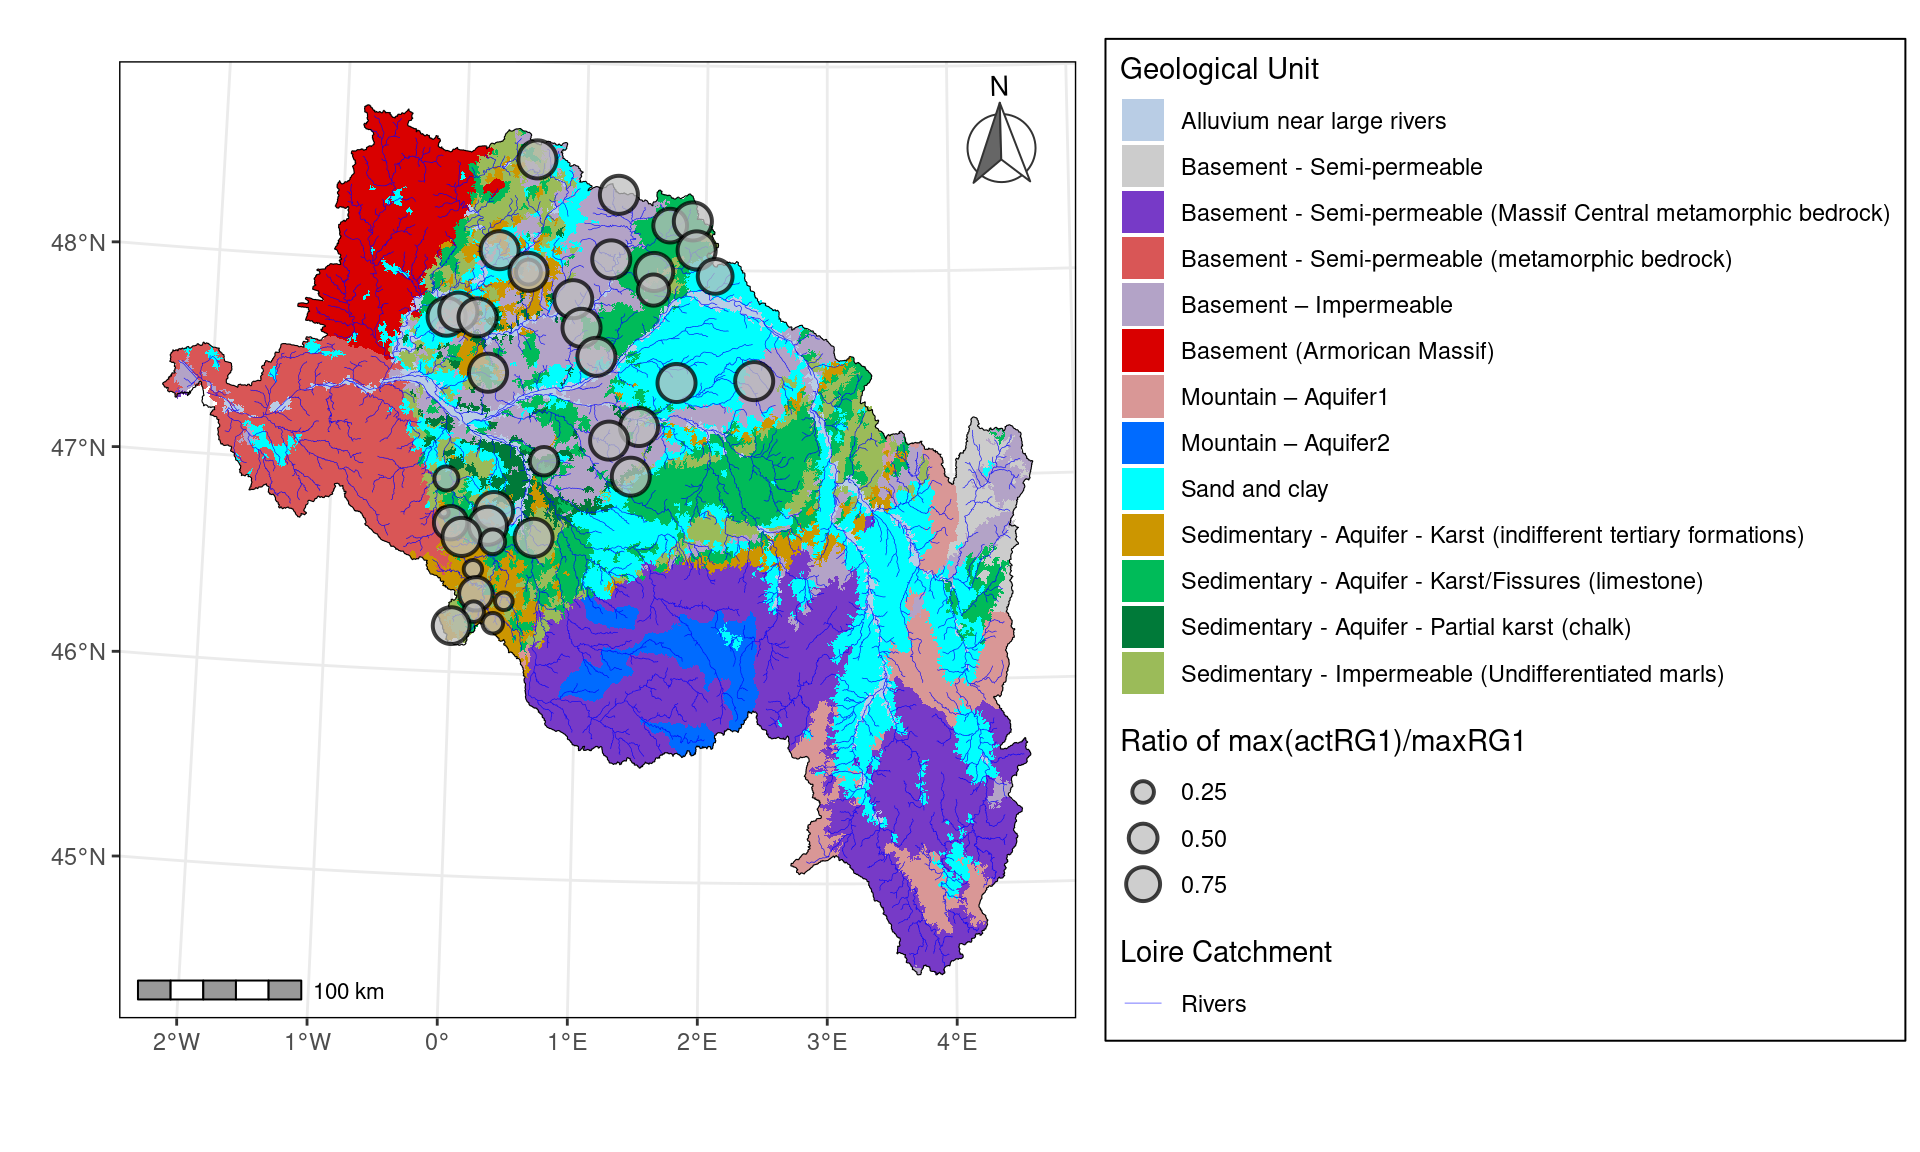 N
48°N
47°N
46°N
45°N
100 km
2°W
1°W
0°
1°E
2°E
3°E
4°E
Geological Unit
Alluvium near large rivers
Basement - Semi-permeable
Basement - Semi-permeable (Massif Central metamorphic bedrock)
Basement - Semi-permeable (metamorphic bedrock)
Basement – Impermeable
Basement (Armorican Massif)
Mountain – Aquifer1
Mountain – Aquifer2
Sand and clay
Sedimentary - Aquifer - Karst (indifferent tertiary formations)
Sedimentary - Aquifer - Karst/Fissures (limestone)
Sedimentary - Aquifer - Partial karst (chalk)
Sedimentary - Impermeable (Undifferentiated marls)
Ratio of max(actRG1)/maxRG1
0.25
0.50
0.75
Loire Catchment
Rivers